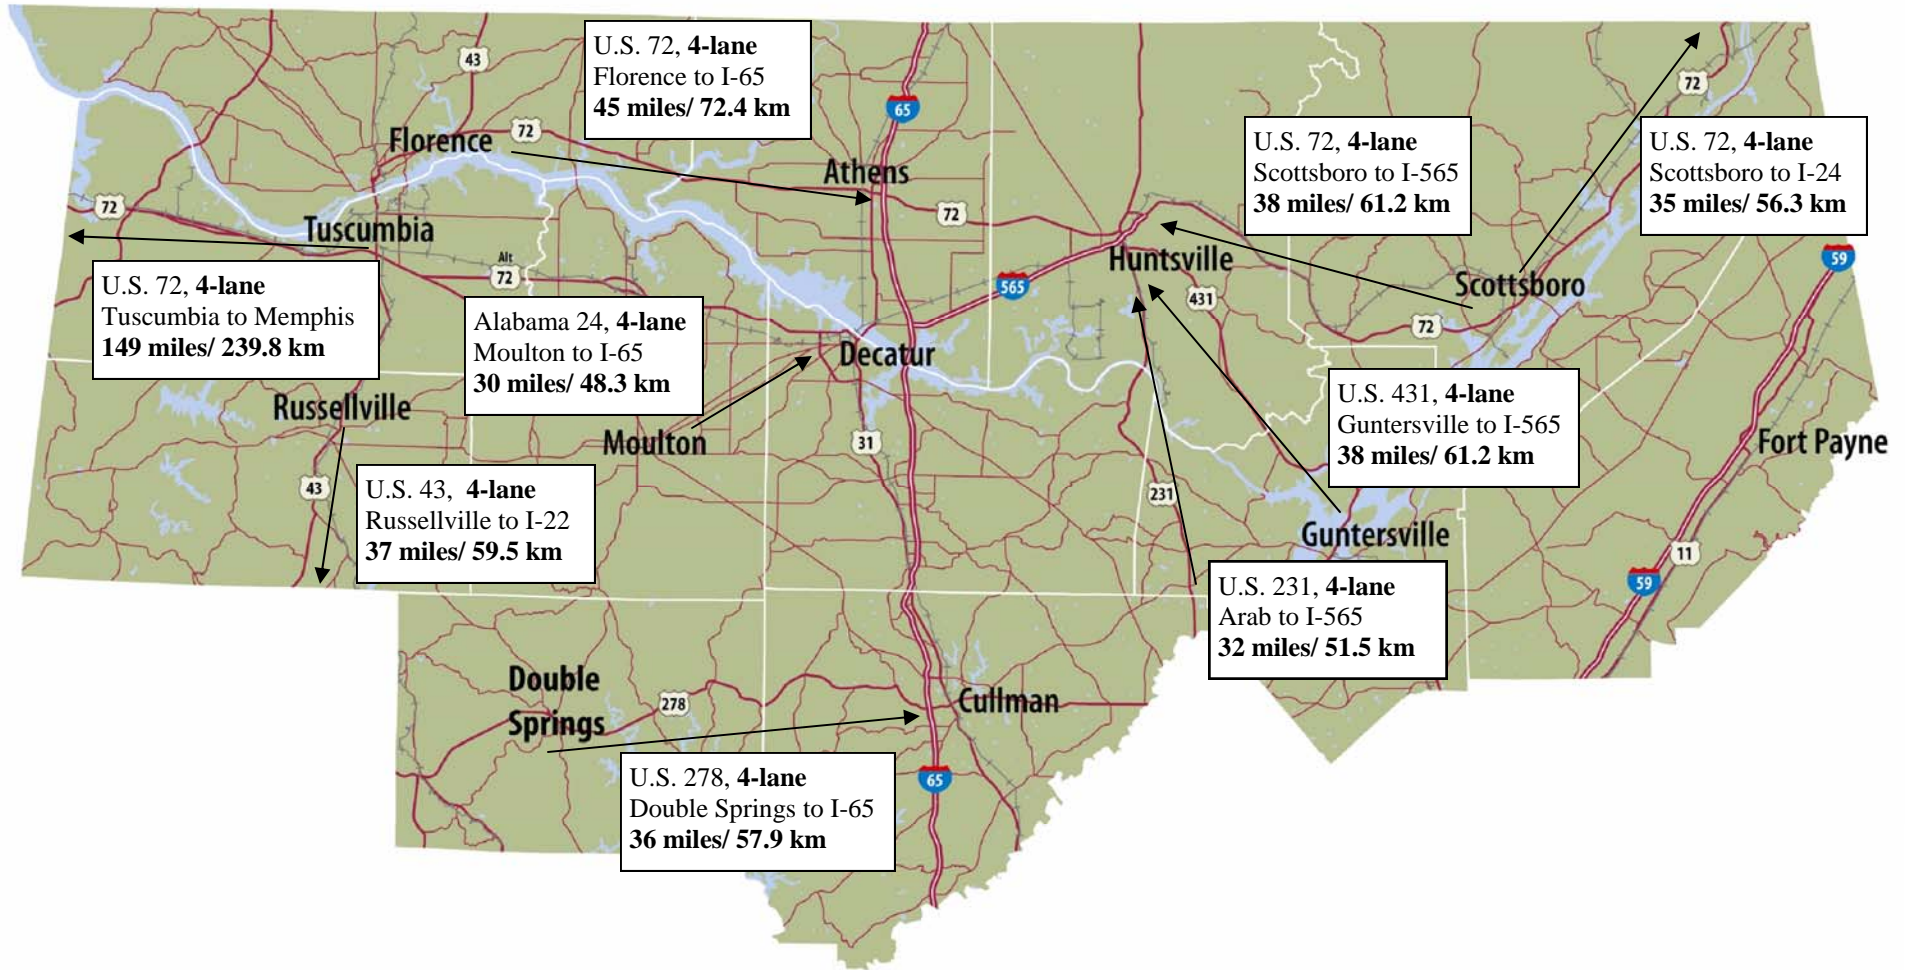 U.S. 72, 4-lane
Florence to I-65
45 miles/ 72.4 km
43
65
72
Florence
72
Athens
U.S. 72, 4-lane
Scottsboro to I-565
38 miles/ 61.2 km
U.S. 72, 4-lane
Scottsboro to I-24
35 miles/ 56.3 km
72
72
Tuscumbia
Alt
72
Huntsville
565
431
Scottsboro
59
72
U.S. 72, 4-lane
Tuscumbia to Memphis
149 miles/ 239.8 km
Alabama 24, 4-lane
Moulton to I-65
30 miles/ 48.3 km
Decatur
U.S. 431, 4-lane
Guntersville to I-565
38 miles/ 61.2 km
Russellville
Moulton
31
Fort Payne
43
U.S. 43, 4-lane
Russellville to I-22
37 miles/ 59.5 km
231
Guntersville
11
59
U.S. 231, 4-lane
Arab to I-565
32 miles/ 51.5 km
Double
Springs
278
Cullman
U.S. 278, 4-lane
Double Springs to I-65
36 miles/ 57.9 km
65